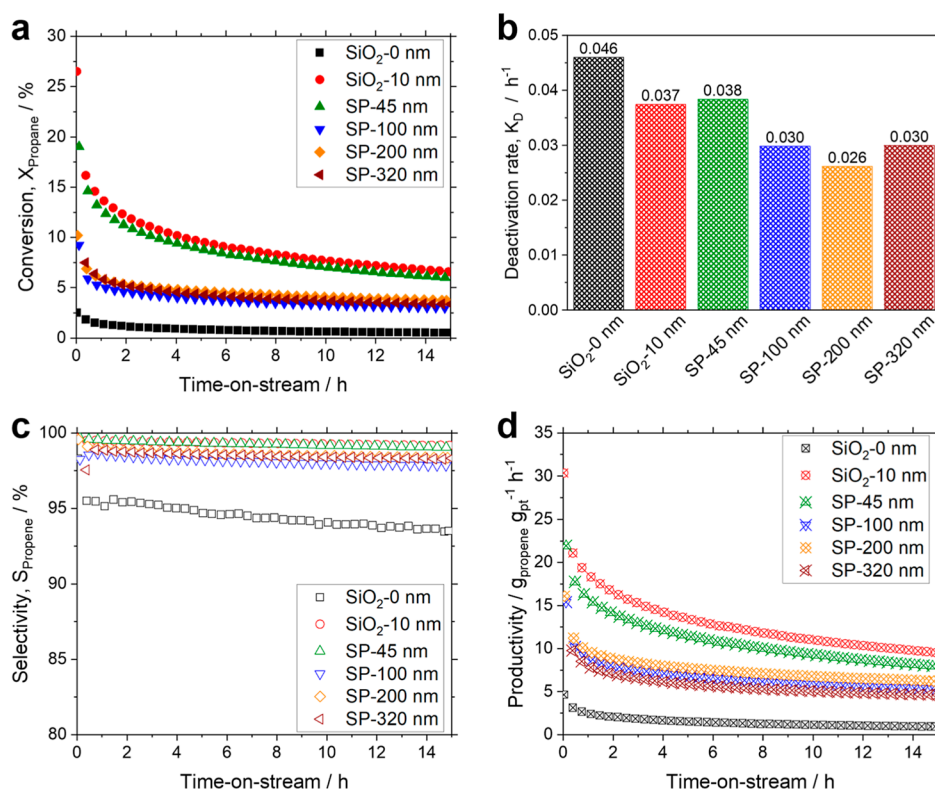 a
Conversion, X_Propane / %
30
25
20
15
10
5
0
0 2 4 6 8 10 12 14
Time-on-stream / h
SiO₂-0 nm
SiO₂-10 nm
SP-45 nm
SP-100 nm
SP-200 nm
SP-320 nm
b
Deactivation rate, K_D / h⁻¹
0.05
0.04
0.03
0.02
0.01
0.00
0.046
0.037
0.038
0.030
0.026
0.030
SiO₂-0 nm
SiO₂-10 nm
SP-45 nm
SP-100 nm
SP-200 nm
SP-320 nm
c
Selectivity, S_Propene / %
100
95
90
85
80
0 2 4 6 8 10 12 14
Time-on-stream / h
SiO₂-0 nm
SiO₂-10 nm
SP-45 nm
SP-100 nm
SP-200 nm
SP-320 nm
d
Productivity / g_propene g_pt⁻¹ h⁻¹
35
30
25
20
15
10
5
0
0 2 4 6 8 10 12 14
Time-on-stream / h
SiO₂-0 nm
SiO₂-10 nm
SP-45 nm
SP-100 nm
SP-200 nm
SP-320 nm